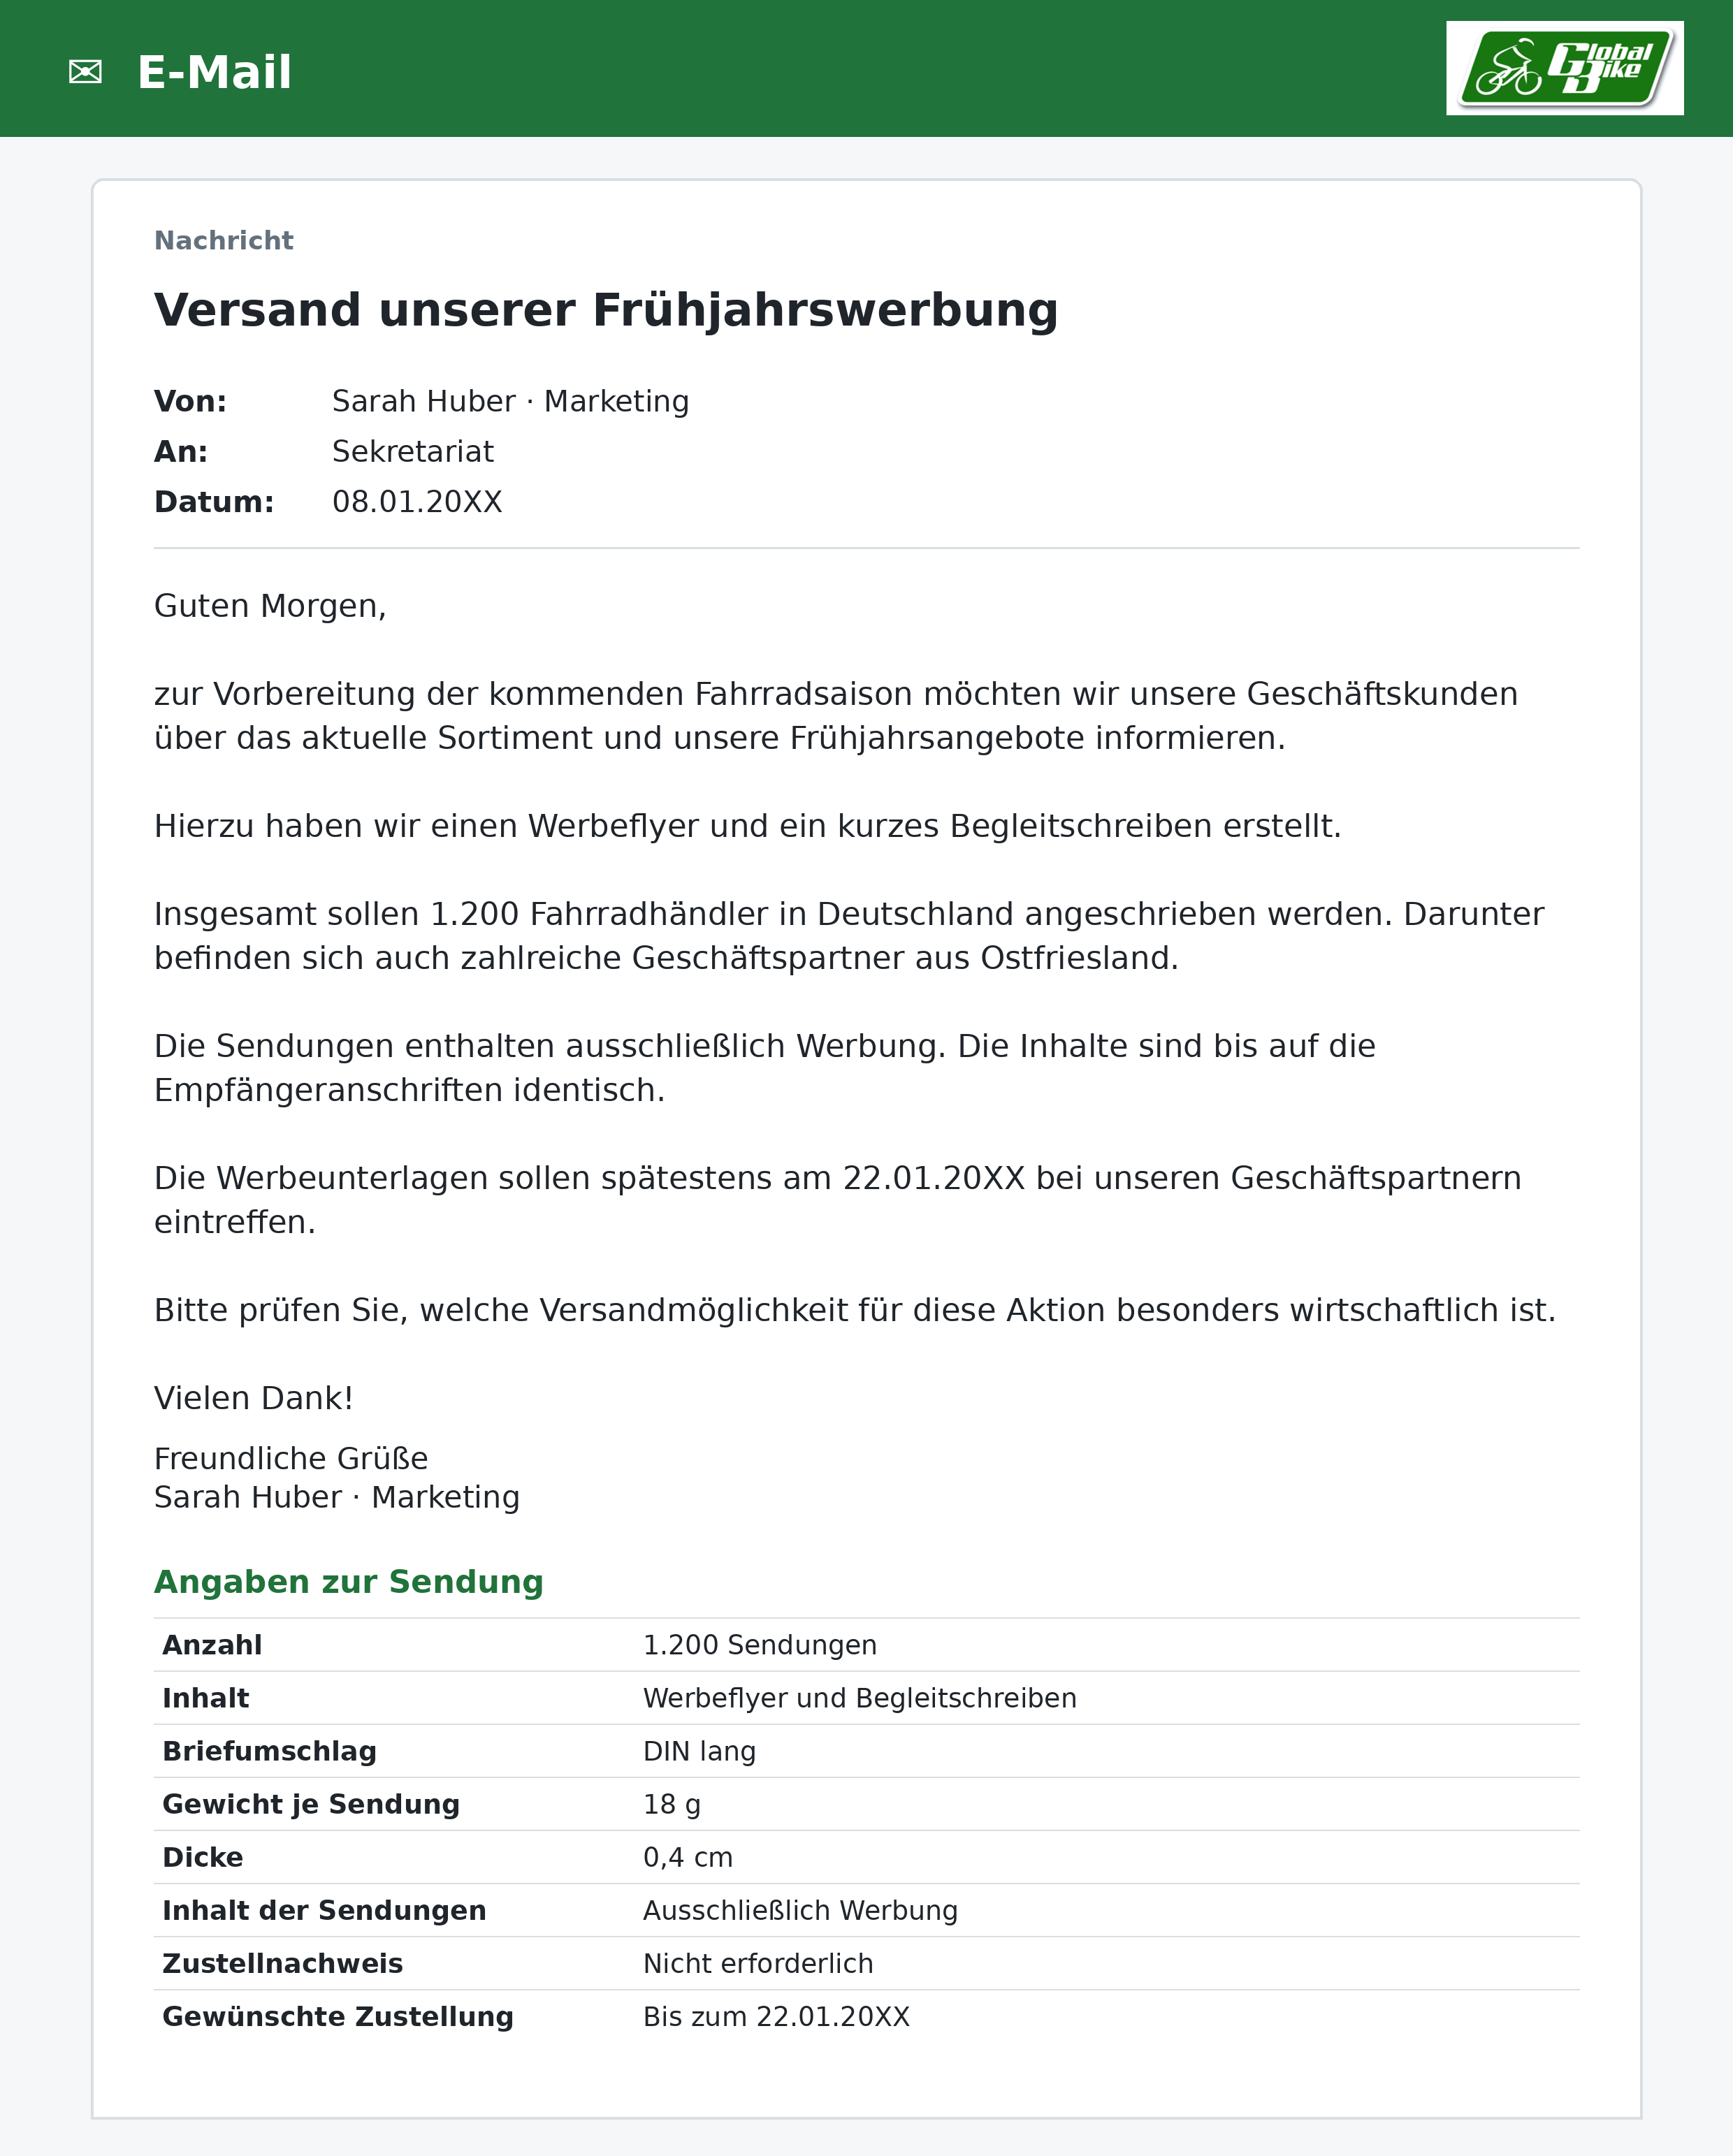 ✉ E-Mail
Global Bike
Nachricht
Versand unserer Frühjahrswerbung
Von: Sarah Huber · Marketing
An: Sekretariat
Datum: 08.01.20XX
Guten Morgen,
zur Vorbereitung der kommenden Fahrradsaison möchten wir unsere Geschäftskunden
über das aktuelle Sortiment und unsere Frühjahrsangebote informieren.
Hierzu haben wir einen Werbeflyer und ein kurzes Begleitschreiben erstellt.
Insgesamt sollen 1.200 Fahrradhändler in Deutschland angeschrieben werden. Darunter
befinden sich auch zahlreiche Geschäftspartner aus Ostfriesland.
Die Sendungen enthalten ausschließlich Werbung. Die Inhalte sind bis auf die
Empfängeranschriften identisch.
Die Werbeunterlagen sollen spätestens am 22.01.20XX bei unseren Geschäftspartnern
eintreffen.
Bitte prüfen Sie, welche Versandmöglichkeit für diese Aktion besonders wirtschaftlich ist.
Vielen Dank!
Freundliche Grüße
Sarah Huber · Marketing
Angaben zur Sendung
Anzahl 1.200 Sendungen
Inhalt Werbeflyer und Begleitschreiben
Briefumschlag DIN lang
Gewicht je Sendung 18 g
Dicke 0,4 cm
Inhalt der Sendungen Ausschließlich Werbung
Zustellnachweis Nicht erforderlich
Gewünschte Zustellung Bis zum 22.01.20XX